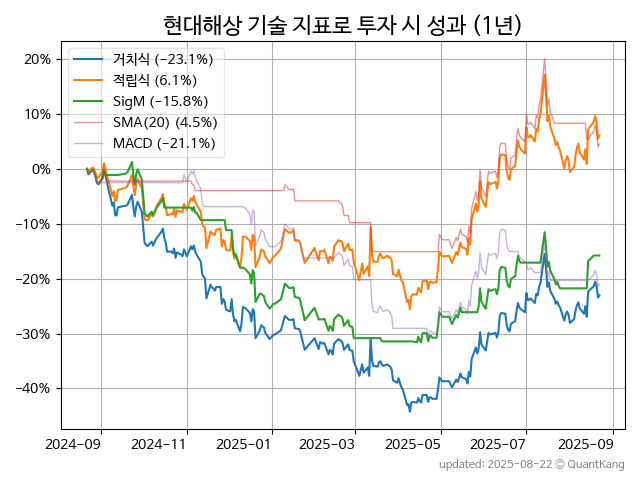 현대해상 기술 지표로 투자 시 성과 (1년)
거치식 (−23.1%)
적립식 (6.1%)
SigM (−15.8%)
SMA(20) (4.5%)
MACD (−21.1%)
20%
10%
0%
−10%
−20%
−30%
−40%
2024-09 2024-11 2025-01 2025-03 2025-05 2025-07 2025-09
updated: 2025-08-22 © QuantKang